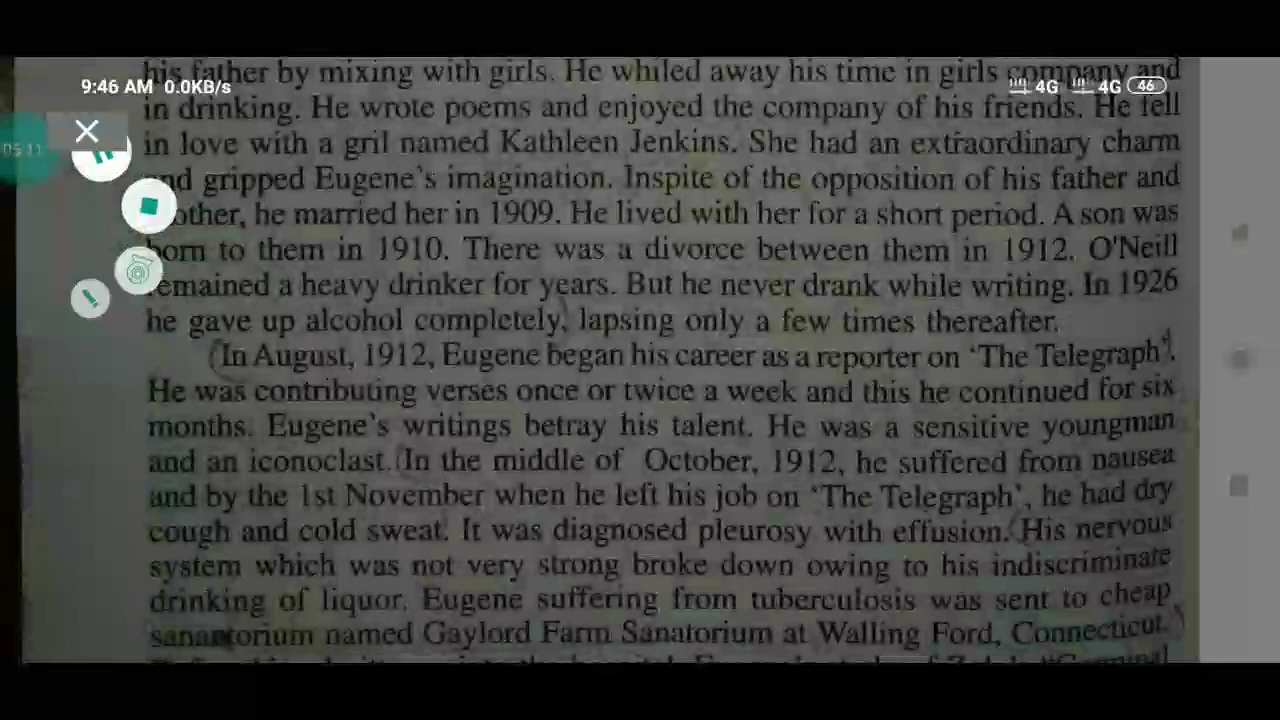 his father by mixing with girls. He whiled away his time in girls company and
9:46 AM 0.0KB/s
4G 4G 46
in drinking. He wrote poems and enjoyed the company of his friends. He fell
05:11
in love with a gril named Kathleen Jenkins. She had an extraordinary charm
and gripped Eugene's imagination. Inspite of the opposition of his father and
other, he married her in 1909. He lived with her for a short period. A son was
born to them in 1910. There was a divorce between them in 1912. O'Neill
remained a heavy drinker for years. But he never drank while writing. In 1926
he gave up alcohol completely, lapsing only a few times thereafter.
(In August, 1912, Eugene began his career as a reporter on 'The Telegraph'.
He was contributing verses once or twice a week and this he continued for six
months. Eugene's writings betray his talent. He was a sensitive youngman
and an iconoclast. (In the middle of October, 1912, he suffered from nausea
and by the 1st November when he left his job on 'The Telegraph', he had dry
cough and cold sweat. It was diagnosed pleurosy with effusion. (His nervous
system which was not very strong broke down owing to his indiscriminate
drinking of liquor. Eugene suffering from tuberculosis was sent to cheap
sanantorium named Gaylord Farm Sanatorium at Walling Ford, Connecticut.)